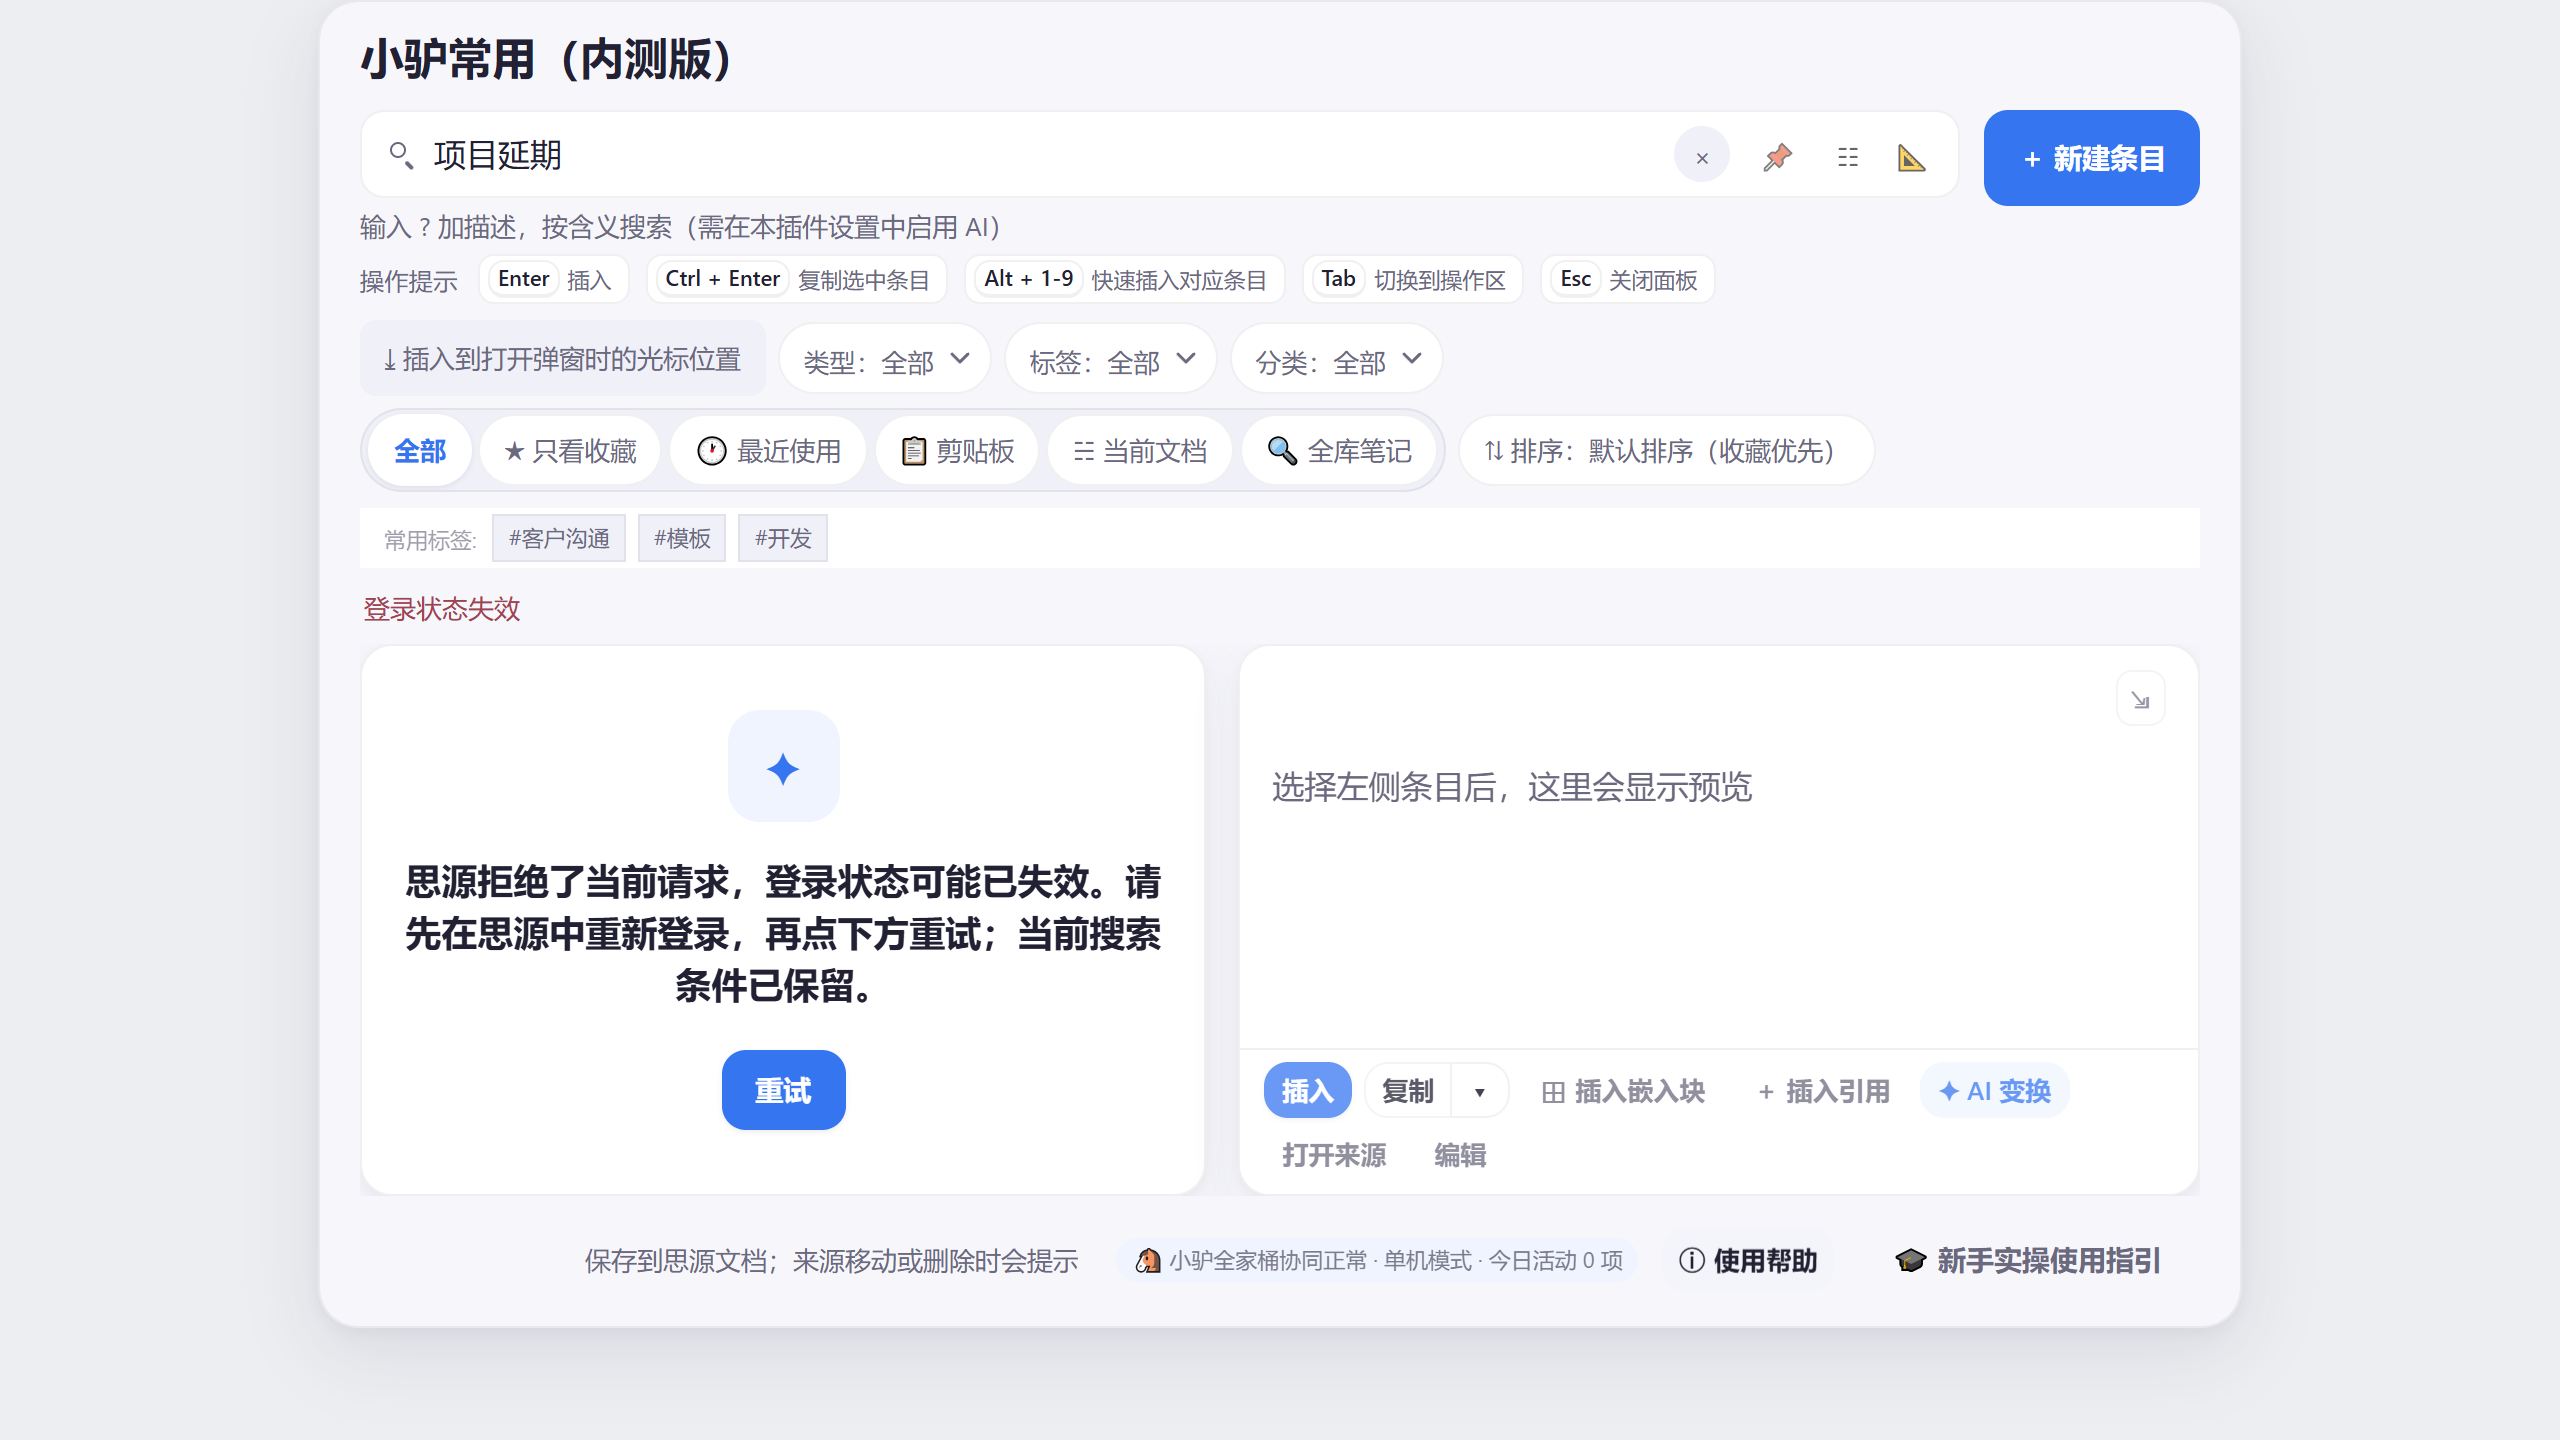 小驴常用（内测版）
项目延期
× + 新建条目
输入 ? 加描述，按含义搜索（需在本插件设置中启用 AI）
操作提示 Enter 插入 Ctrl + Enter 复制选中条目 Alt + 1-9 快速插入对应条目 Tab 切换到操作区 Esc 关闭面板
⤓ 插入到打开弹窗时的光标位置 类型：全部 标签：全部 分类：全部
全部 ★ 只看收藏 最近使用 剪贴板 ☷ 当前文档 全库笔记 ⇅ 排序：默认排序（收藏优先）
常用标签: #客户沟通 #模板 #开发
登录状态失效
思源拒绝了当前请求，登录状态可能已失效。请
先在思源中重新登录，再点下方重试；当前搜索
条件已保留。
重试
选择左侧条目后，这里会显示预览
插入 复制 ▾ 插入嵌入块 + 插入引用 ✦ AI 变换
打开来源 编辑
保存到思源文档；来源移动或删除时会提示 小驴全家桶协同正常 · 单机模式 · 今日活动 0 项 ⓘ 使用帮助 新手实操使用指引